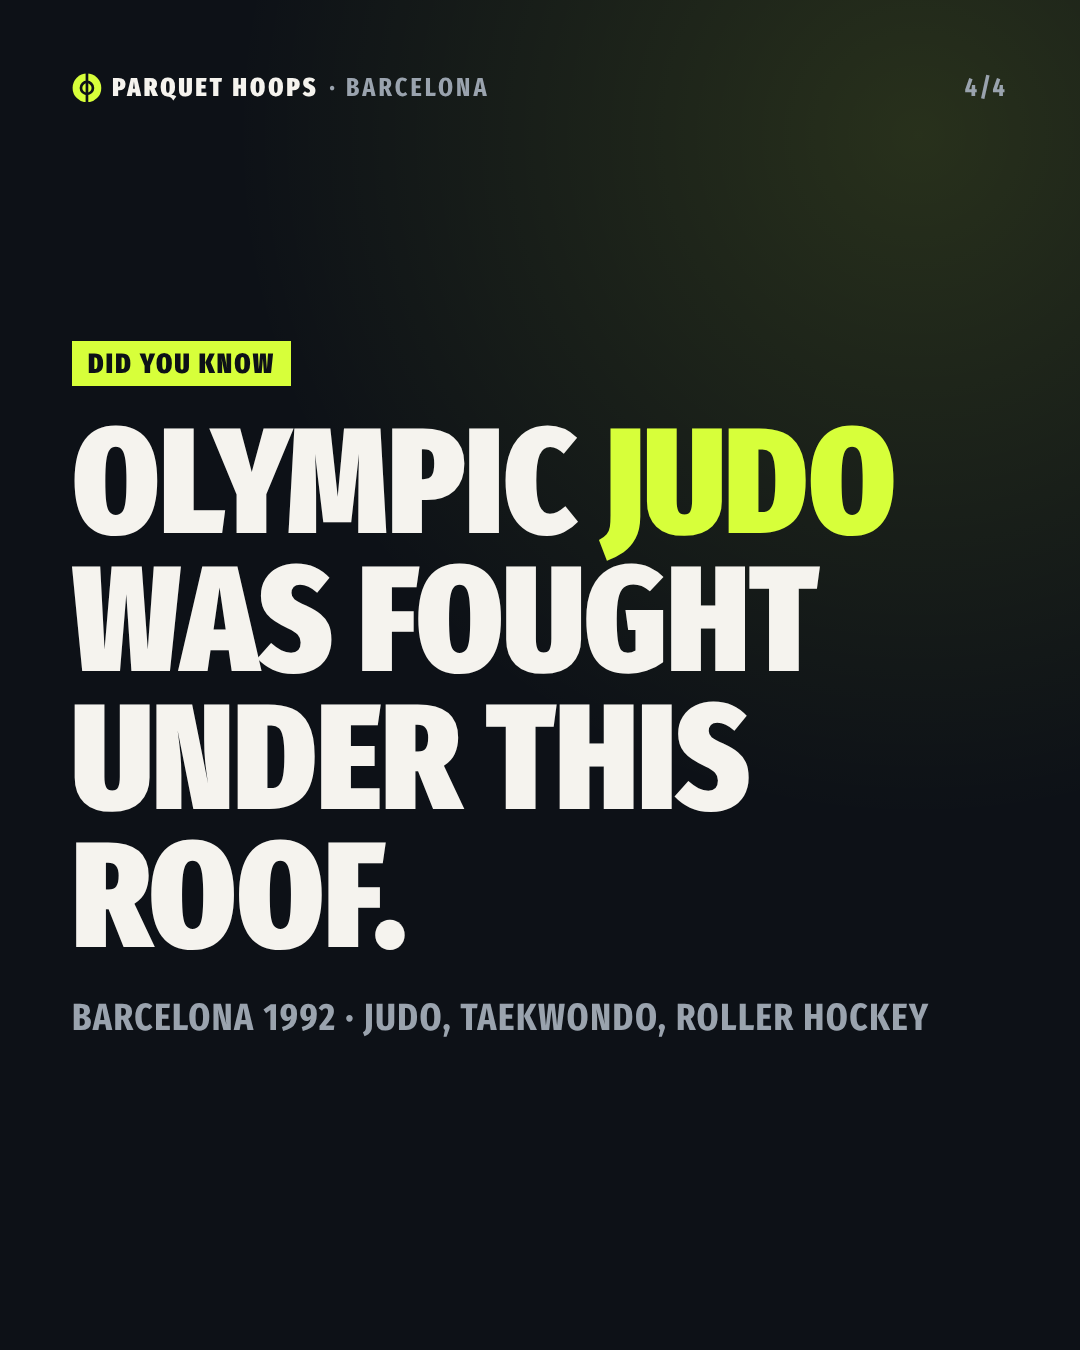 PARQUET HOOPS · BARCELONA
4/4
DID YOU KNOW
OLYMPIC JUDO
WAS FOUGHT
UNDER THIS
ROOF.
BARCELONA 1992 · JUDO, TAEKWONDO, ROLLER HOCKEY